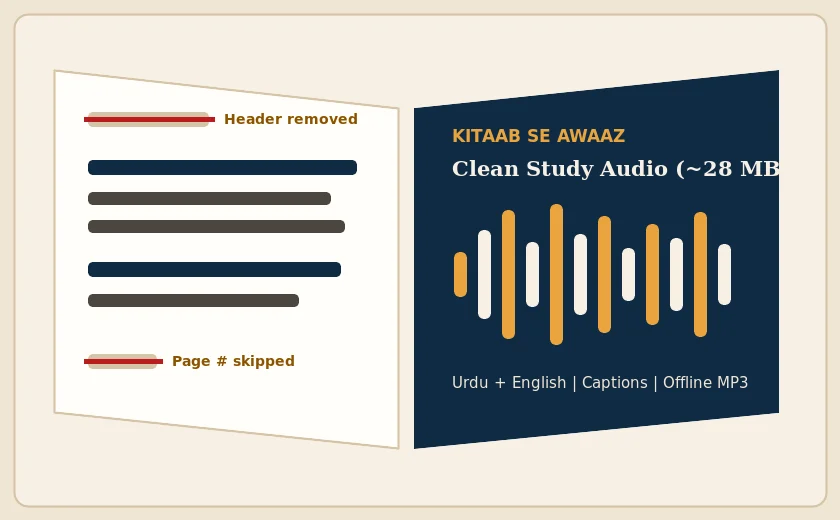 Header removed
Page # skipped
KITAAB SE AWAAZ
Clean Study Audio (~28 MB
Urdu + English | Captions | Offline MP3